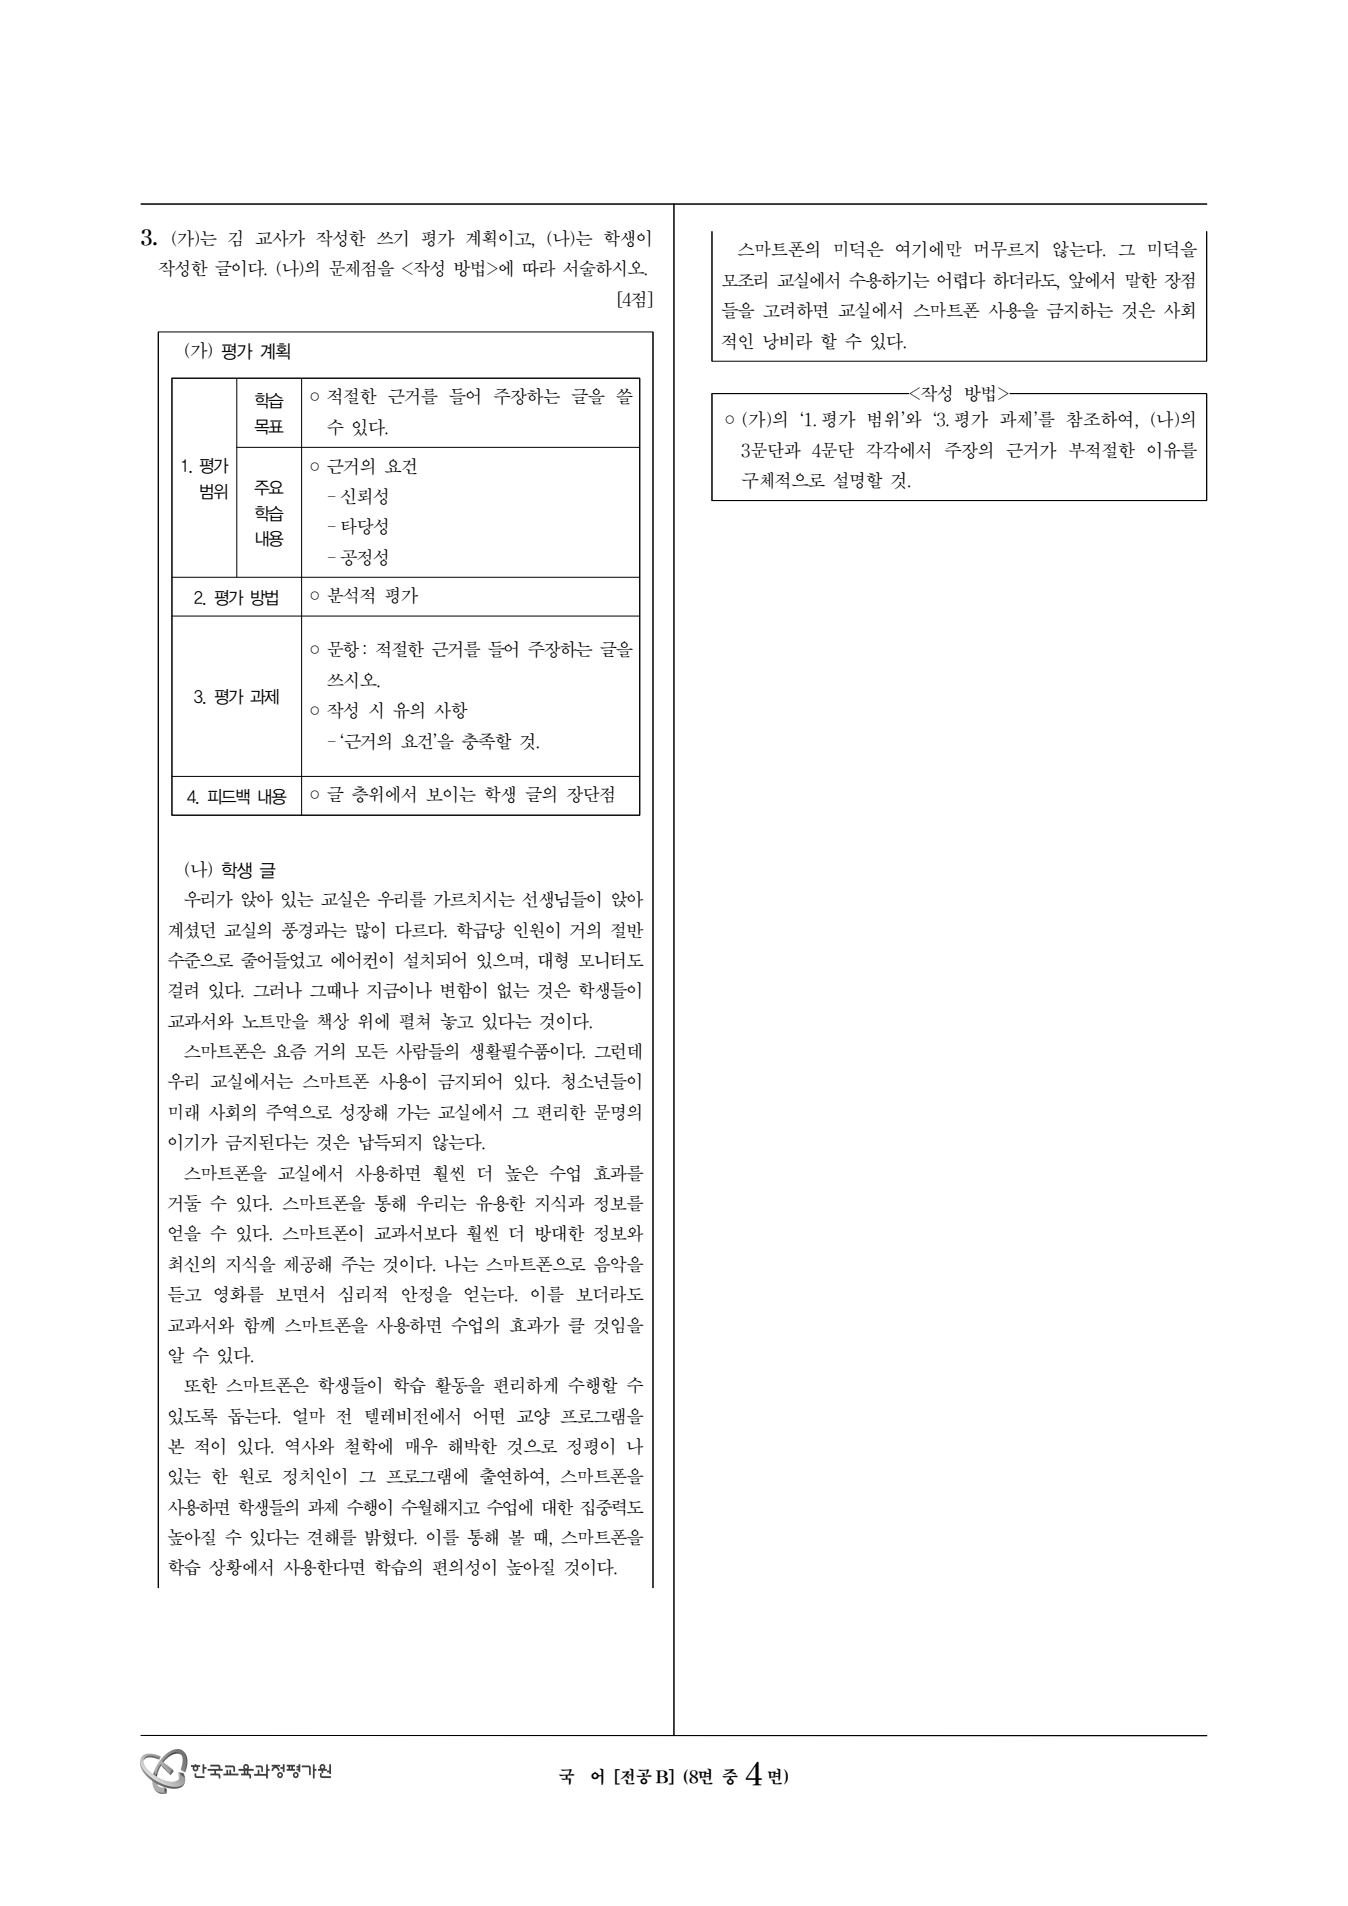 3. (가)는 김 교사가 작성한 쓰기 평가 계획이고, (나)는 학생이
작성한 글이다. (나)의 문제점을 <작성 방법>에 따라 서술하시오.
[4점]
(가) 평가 계획
1. 평가
범위
학습
목표
○ 적절한 근거를 들어 주장하는 글을 쓸
수 있다.
주요
학습
내용
○ 근거의 요건
- 신뢰성
- 타당성
- 공정성
2. 평가 방법
○ 분석적 평가
3. 평가 과제
○ 문항 : 적절한 근거를 들어 주장하는 글을
쓰시오.
○ 작성 시 유의 사항
- ‘근거의 요건’을 충족할 것.
4. 피드백 내용
○ 글 층위에서 보이는 학생 글의 장단점
(나) 학생 글
우리가 앉아 있는 교실은 우리를 가르치시는 선생님들이 앉아
계셨던 교실의 풍경과는 많이 다르다. 학급당 인원이 거의 절반
수준으로 줄어들었고 에어컨이 설치되어 있으며, 대형 모니터도
걸려 있다. 그러나 그때나 지금이나 변함이 없는 것은 학생들이
교과서와 노트만을 책상 위에 펼쳐 놓고 있다는 것이다.
스마트폰은 요즘 거의 모든 사람들의 생활필수품이다. 그런데
우리 교실에서는 스마트폰 사용이 금지되어 있다. 청소년들이
미래 사회의 주역으로 성장해 가는 교실에서 그 편리한 문명의
이기가 금지된다는 것은 납득되지 않는다.
스마트폰을 교실에서 사용하면 훨씬 더 높은 수업 효과를
거둘 수 있다. 스마트폰을 통해 우리는 유용한 지식과 정보를
얻을 수 있다. 스마트폰이 교과서보다 훨씬 더 방대한 정보와
최신의 지식을 제공해 주는 것이다. 나는 스마트폰으로 음악을
듣고 영화를 보면서 심리적 안정을 얻는다. 이를 보더라도
교과서와 함께 스마트폰을 사용하면 수업의 효과가 클 것임을
알 수 있다.
또한 스마트폰은 학생들이 학습 활동을 편리하게 수행할 수
있도록 돕는다. 얼마 전 텔레비전에서 어떤 교양 프로그램을
본 적이 있다. 역사와 철학에 매우 해박한 것으로 정평이 나
있는 한 원로 정치인이 그 프로그램에 출연하여, 스마트폰을
사용하면 학생들의 과제 수행이 수월해지고 수업에 대한 집중력도
높아질 수 있다는 견해를 밝혔다. 이를 통해 볼 때, 스마트폰을
학습 상황에서 사용한다면 학습의 편의성이 높아질 것이다.
스마트폰의 미덕은 여기에만 머무르지 않는다. 그 미덕을
모조리 교실에서 수용하기는 어렵다 하더라도, 앞에서 말한 장점
들을 고려하면 교실에서 스마트폰 사용을 금지하는 것은 사회
적인 낭비라 할 수 있다.
<작성 방법>
○ (가)의 ‘1. 평가 범위’와 ‘3. 평가 과제’를 참조하여, (나)의
3문단과 4문단 각각에서 주장의 근거가 부적절한 이유를
구체적으로 설명할 것.
한국교육과정평가원
국 어 [전공 B] (8면 중 4 면)